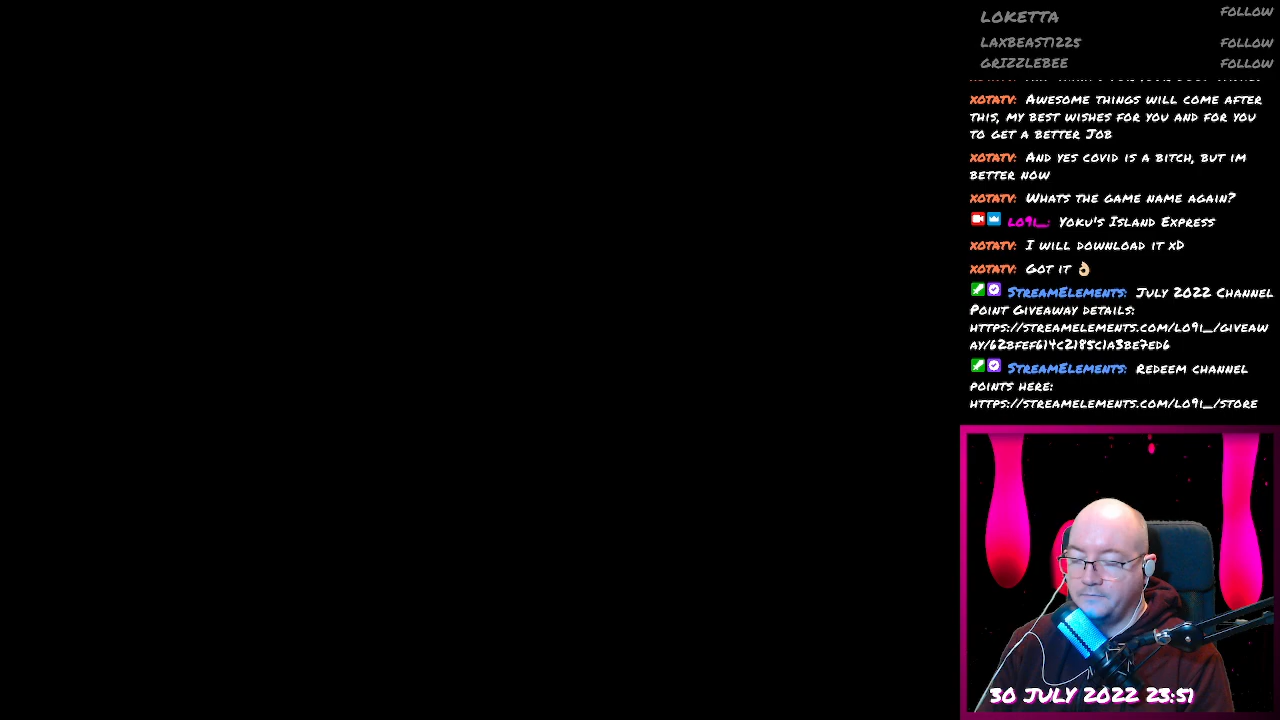 LOKETTA FOLLOW
LAXBEAST1225 FOLLOW
GRIZZLEBEE FOLLOW
XOTATV: AWESOME THINGS WILL COME AFTER
THIS, MY BEST WISHES FOR YOU AND FOR YOU
TO GET A BETTER JOB
XOTATV: AND YES COVID IS A BITCH, BUT IM
BETTER NOW
XOTATV: WHATS THE GAME NAME AGAIN?
LO9I_: YOKU'S ISLAND EXPRESS
XOTATV: I WILL DOWNLOAD IT XD
XOTATV: GOT IT 👌🏼
STREAMELEMENTS: JULY 2022 CHANNEL
POINT GIVEAWAY DETAILS:
HTTPS://STREAMELEMENTS.COM/LO9I_/GIVEAW
AY/62BFEF614C2185C1A3BE7ED6
STREAMELEMENTS: REDEEM CHANNEL
POINTS HERE:
HTTPS://STREAMELEMENTS.COM/LO9I_/STORE
30 JULY 2022 23:51